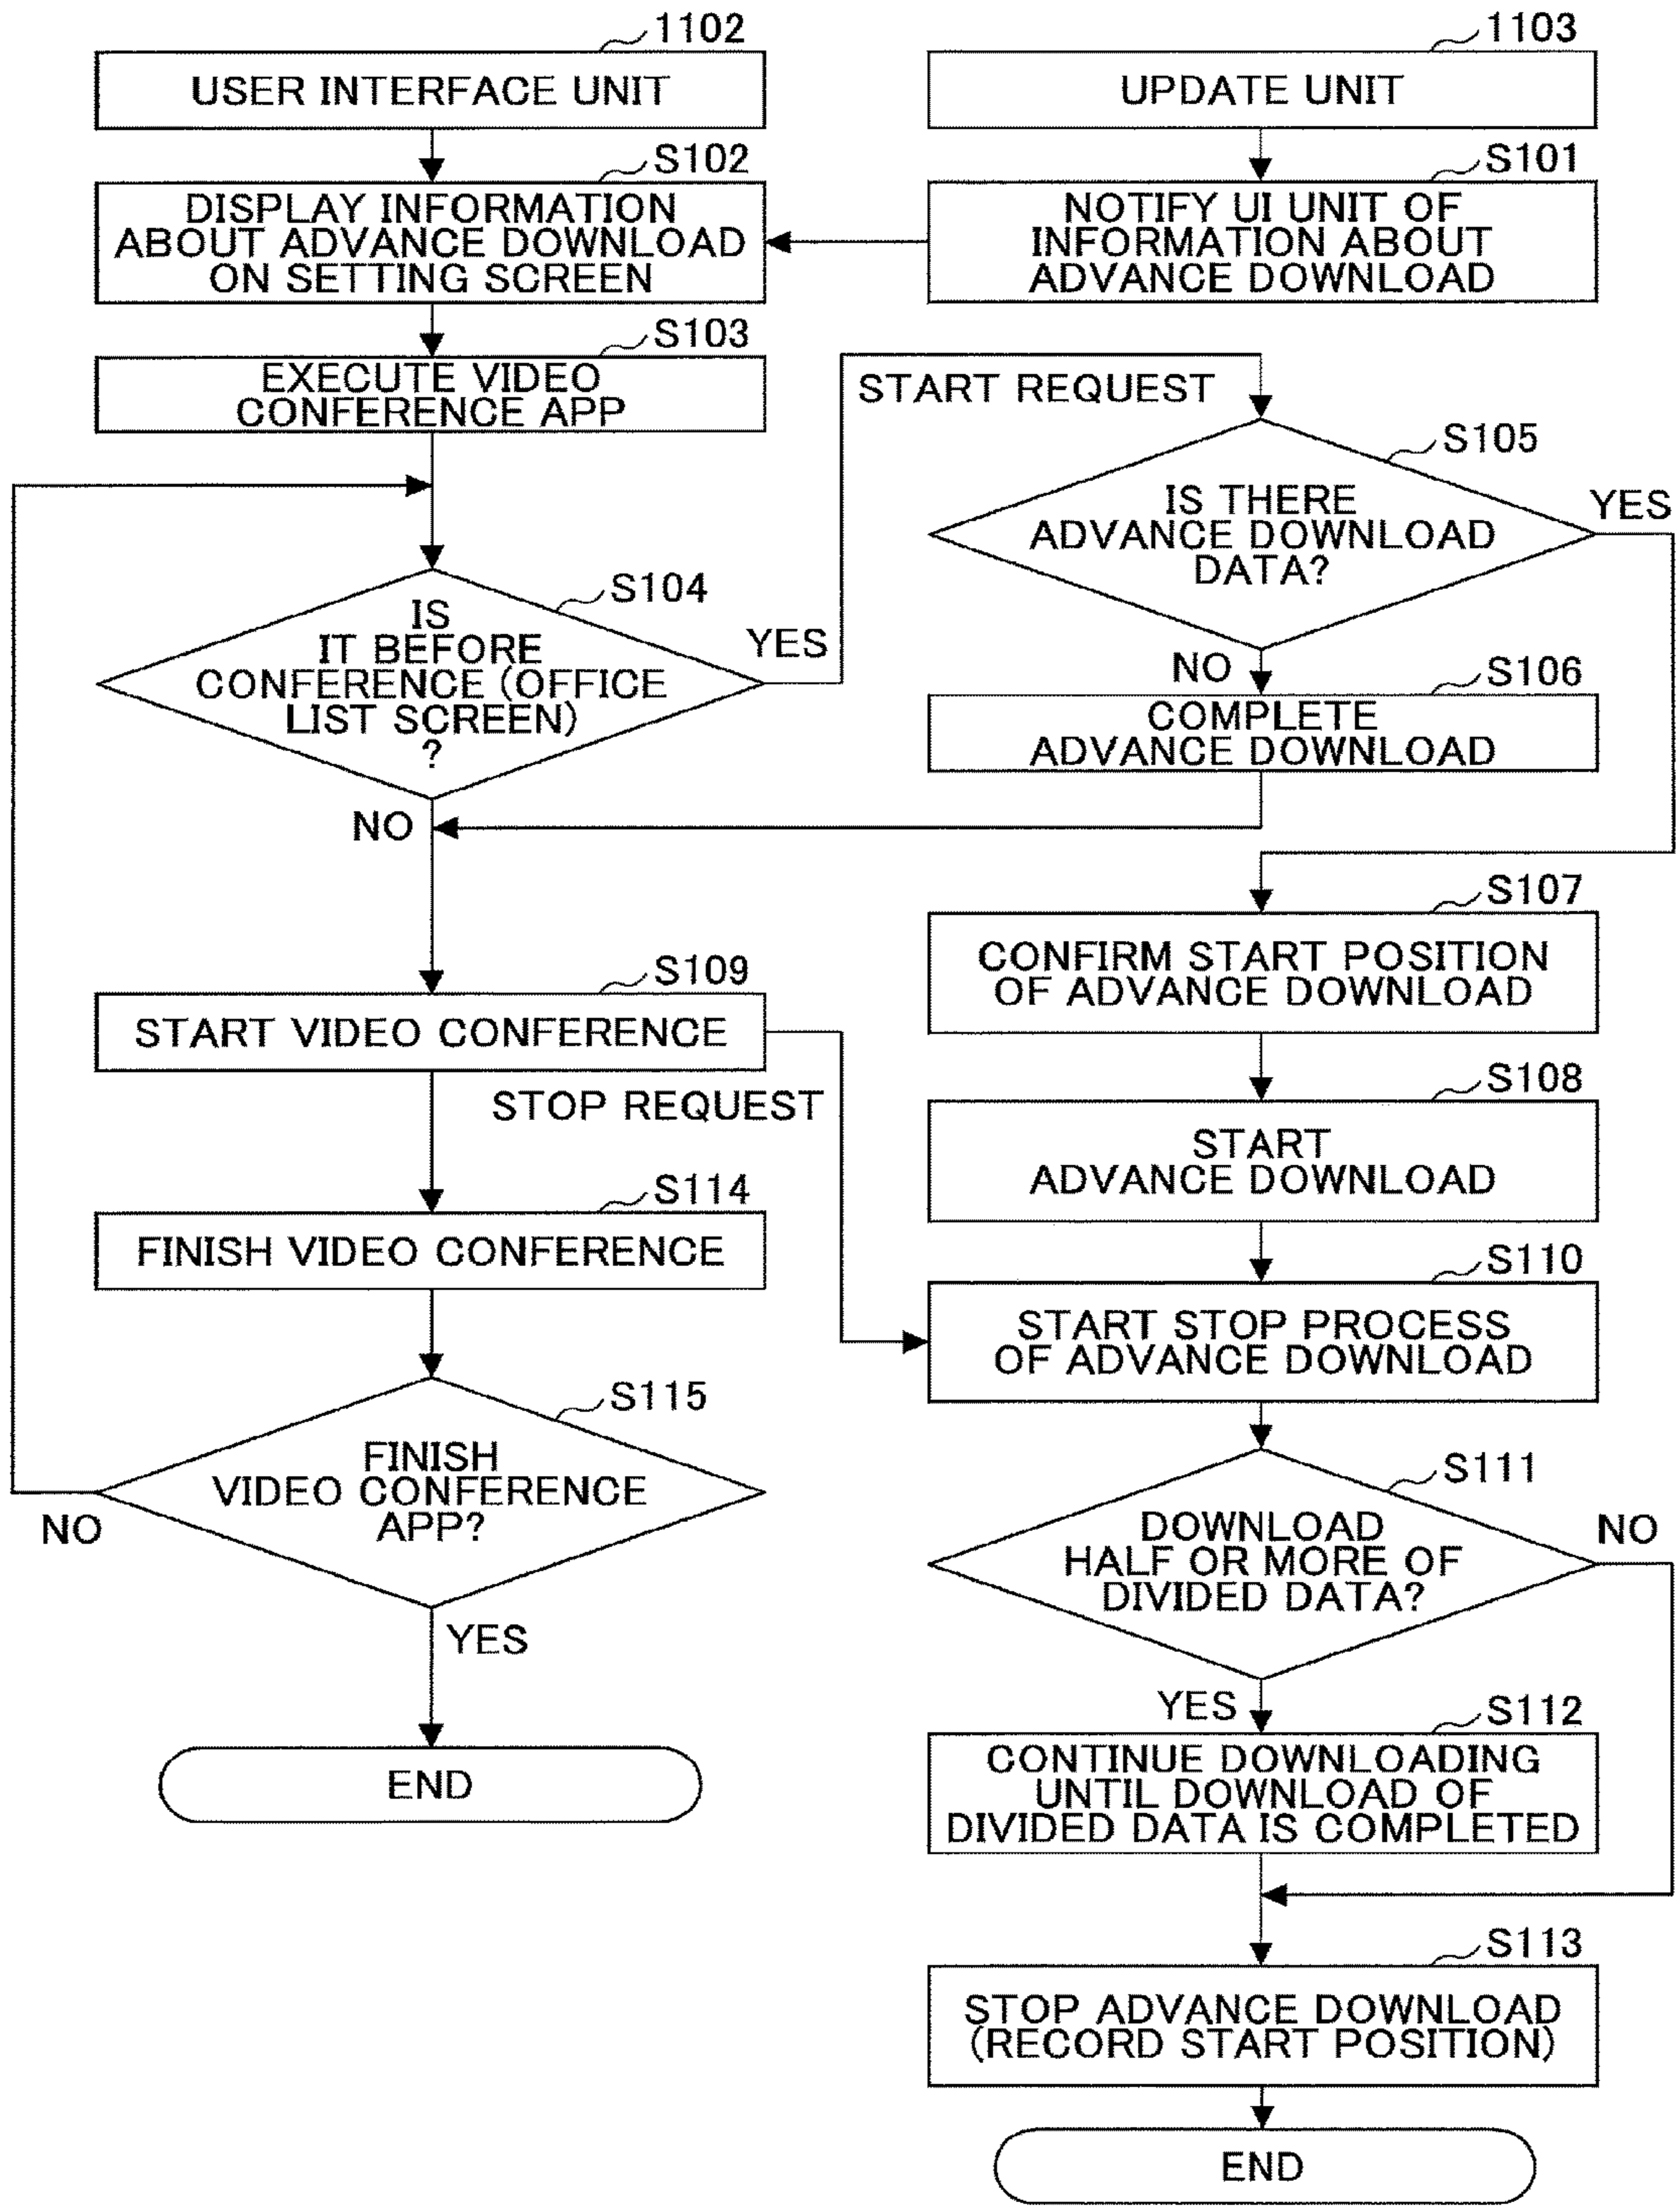 1102
USER INTERFACE UNIT
1103
UPDATE UNIT
S102
DISPLAY INFORMATION
ABOUT ADVANCE DOWNLOAD
ON SETTING SCREEN
S101
NOTIFY UI UNIT OF
INFORMATION ABOUT
ADVANCE DOWNLOAD
S103
EXECUTE VIDEO
CONFERENCE APP
START REQUEST
S105
IS THERE
ADVANCE DOWNLOAD
DATA?
YES
NO
S104
IS
IT BEFORE
CONFERENCE (OFFICE
LIST SCREEN)
?
YES
NO
S106
COMPLETE
ADVANCE DOWNLOAD
S107
CONFIRM START POSITION
OF ADVANCE DOWNLOAD
S109
START VIDEO CONFERENCE
STOP REQUEST
S108
START
ADVANCE DOWNLOAD
S114
FINISH VIDEO CONFERENCE
S110
START STOP PROCESS
OF ADVANCE DOWNLOAD
S115
FINISH
VIDEO CONFERENCE
APP?
NO
YES
END
S111
DOWNLOAD
HALF OR MORE OF
DIVIDED DATA?
NO
YES
S112
CONTINUE DOWNLOADING
UNTIL DOWNLOAD OF
DIVIDED DATA IS COMPLETED
S113
STOP ADVANCE DOWNLOAD
(RECORD START POSITION)
END